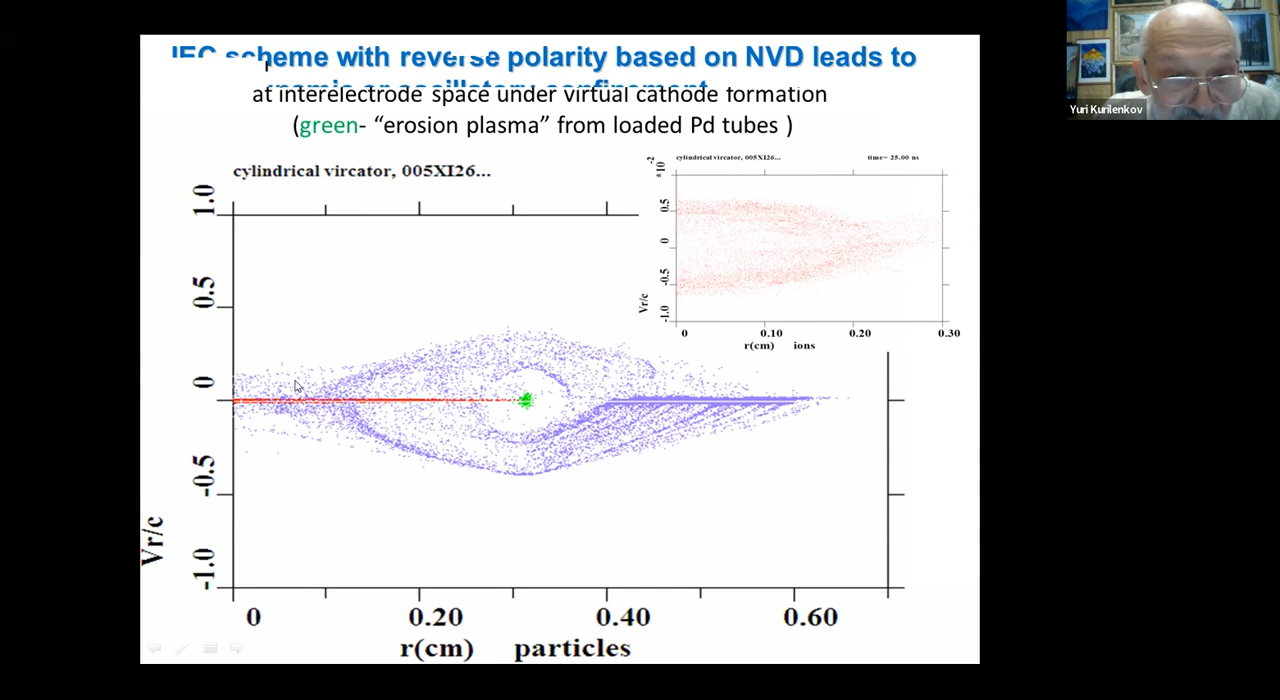 IEC scheme with reverse polarity based on NVD leads to
at interelectrode space under virtual cathode formation
(green- “erosion plasma” from loaded Pd tubes )
cylindrical vircator, 005XI26...
1.0
0.5
0
-0.5
-1.0
Vr/c
0 0.20 0.40 0.60
r(cm) particles
cylindrical vircator, 005XI26... time= 25.00 ns
*10 -2
0.5
0
-0.5
-1.0
Vr/c
0 0.10 0.20 0.30
r(cm) ions
Yuri Kurilenkov